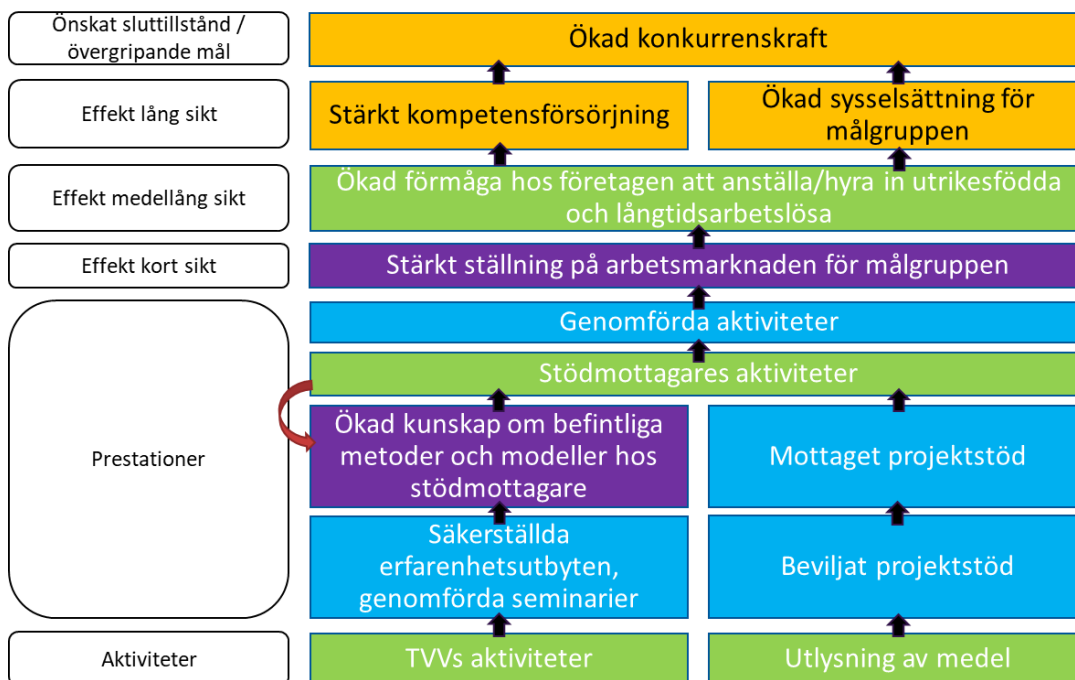 Önskat sluttillstånd /
övergripande mål
Ökad konkurrenskraft
Effekt lång sikt
Stärkt kompetensförsörjning
Ökad sysselsättning för
målgruppen
Effekt medellång sikt
Ökad förmåga hos företagen att anställa/hyra in utrikesfödda
och långtidsarbetslösa
Effekt kort sikt
Stärkt ställning på arbetsmarknaden för målgruppen
Prestationer
Genomförda aktiviteter
Stödmottagares aktiviteter
Ökad kunskap om befintliga
metoder och modeller hos
stödmottagare
Mottaget projektstöd
Säkerställda
erfarenhetsutbyten,
genomförda seminarier
Beviljat projektstöd
Aktiviteter
TVVs aktiviteter
Utlysning av medel